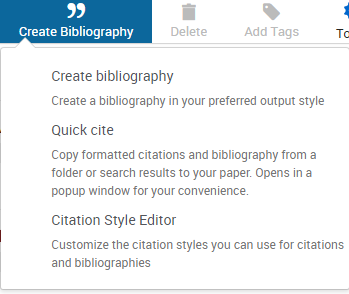 Create Bibliography
Delete
Add Tags
Create bibliography
Create a bibliography in your preferred output style
Quick cite
Copy formatted citations and bibliography from a
folder or search results to your paper. Opens in a
popup window for your convenience.
Citation Style Editor
Customize the citation styles you can use for citations
and bibliographies